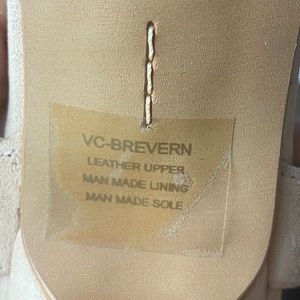 VC-BREVERN
LEATHER UPPER
MAN MADE LINING
MAN MADE SOLE